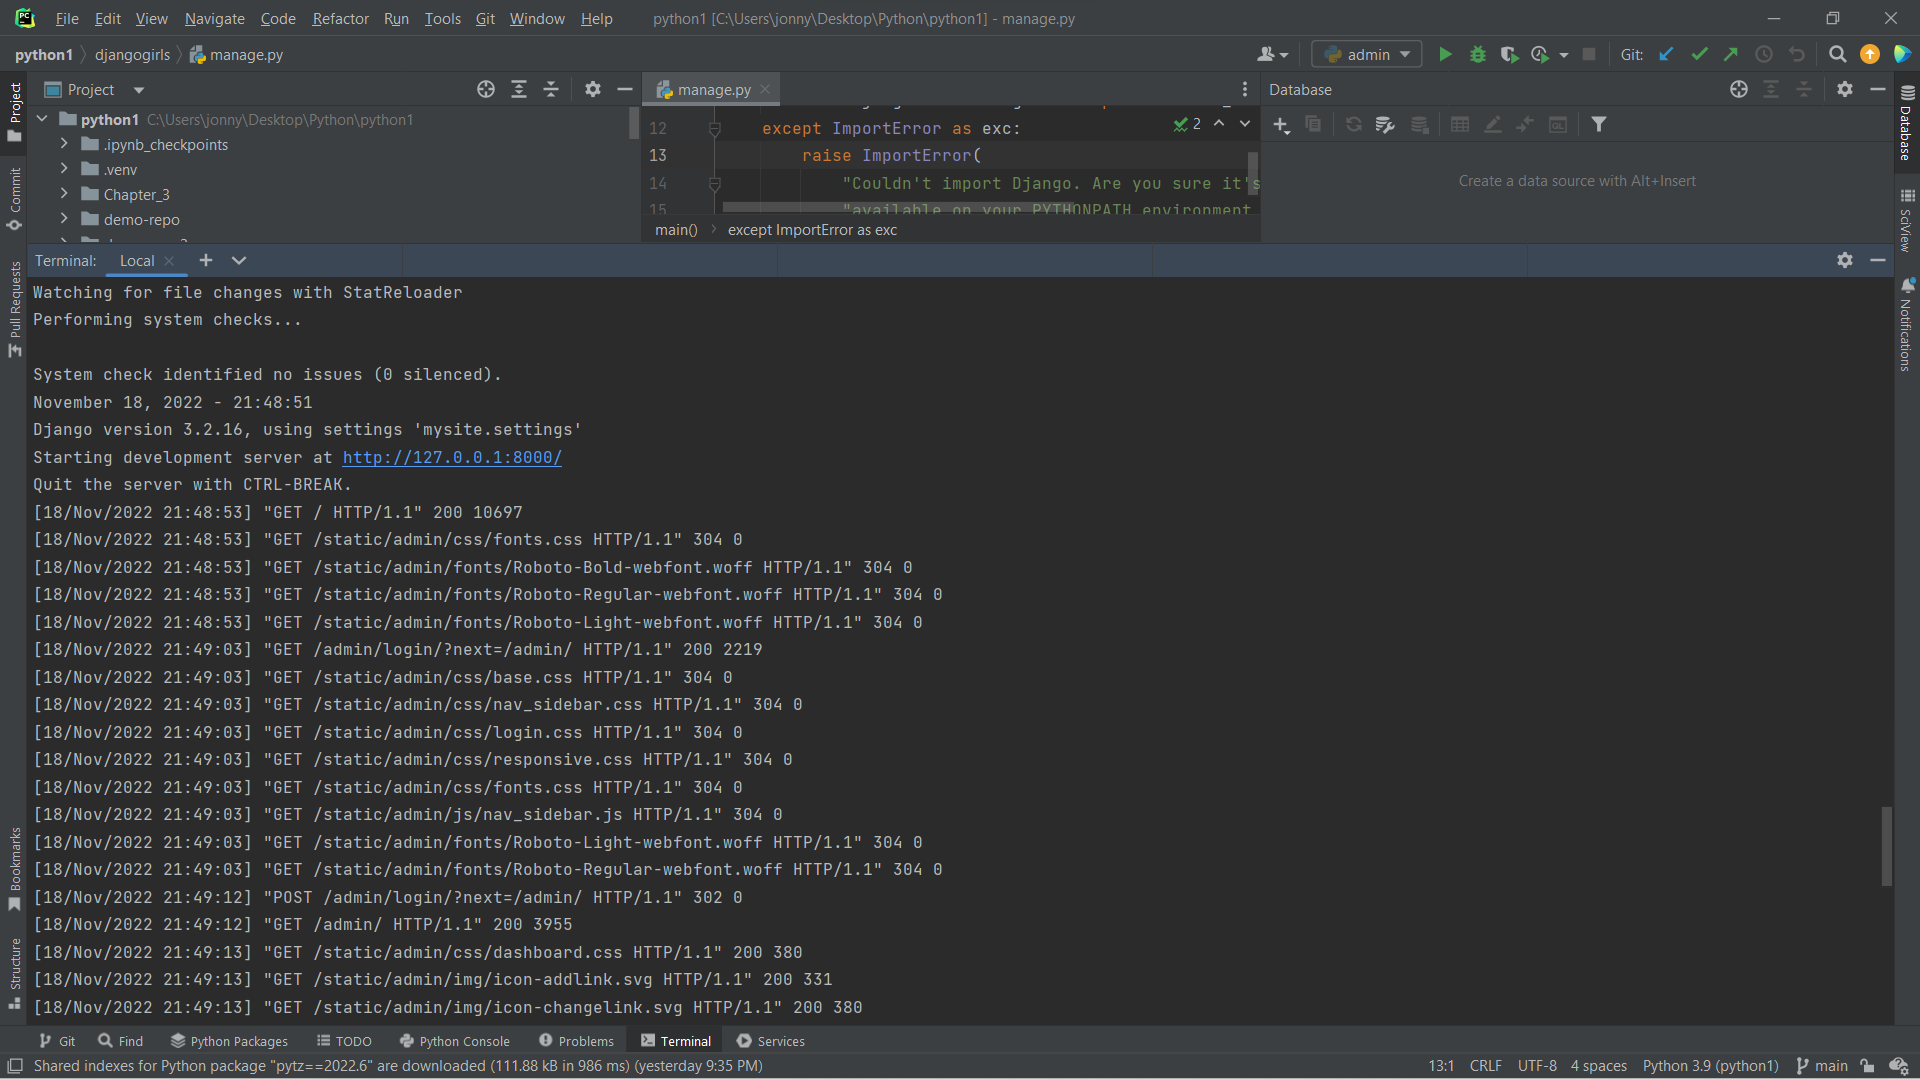 File Edit View Navigate Code Refactor Run Tools Git Window Help python1 [C:\Users\jonny\Desktop\Python\python1] - manage.py
python1 djangogirls manage.py admin Git:
Project
python1 C:\Users\jonny\Desktop\Python\python1
.ipynb_checkpoints
.venv
Chapter_3
demo-repo
manage.py
12 except ImportError as exc:
2
13 raise ImportError(
14 "Couldn't import Django. Are you sure it's
15 "available on your PYTHONPATH environment
main() except ImportError as exc
Database
Create a data source with Alt+Insert
Project
Commit
Pull Requests
Bookmarks
Structure
Database
SciView
Notifications
Terminal: Local
Watching for file changes with StatReloader
Performing system checks...
System check identified no issues (0 silenced).
November 18, 2022 - 21:48:51
Django version 3.2.16, using settings 'mysite.settings'
Starting development server at http://127.0.0.1:8000/
Quit the server with CTRL-BREAK.
[18/Nov/2022 21:48:53] "GET / HTTP/1.1" 200 10697
[18/Nov/2022 21:48:53] "GET /static/admin/css/fonts.css HTTP/1.1" 304 0
[18/Nov/2022 21:48:53] "GET /static/admin/fonts/Roboto-Bold-webfont.woff HTTP/1.1" 304 0
[18/Nov/2022 21:48:53] "GET /static/admin/fonts/Roboto-Regular-webfont.woff HTTP/1.1" 304 0
[18/Nov/2022 21:48:53] "GET /static/admin/fonts/Roboto-Light-webfont.woff HTTP/1.1" 304 0
[18/Nov/2022 21:49:03] "GET /admin/login/?next=/admin/ HTTP/1.1" 200 2219
[18/Nov/2022 21:49:03] "GET /static/admin/css/base.css HTTP/1.1" 304 0
[18/Nov/2022 21:49:03] "GET /static/admin/css/nav_sidebar.css HTTP/1.1" 304 0
[18/Nov/2022 21:49:03] "GET /static/admin/css/login.css HTTP/1.1" 304 0
[18/Nov/2022 21:49:03] "GET /static/admin/css/responsive.css HTTP/1.1" 304 0
[18/Nov/2022 21:49:03] "GET /static/admin/css/fonts.css HTTP/1.1" 304 0
[18/Nov/2022 21:49:03] "GET /static/admin/js/nav_sidebar.js HTTP/1.1" 304 0
[18/Nov/2022 21:49:03] "GET /static/admin/fonts/Roboto-Light-webfont.woff HTTP/1.1" 304 0
[18/Nov/2022 21:49:03] "GET /static/admin/fonts/Roboto-Regular-webfont.woff HTTP/1.1" 304 0
[18/Nov/2022 21:49:12] "POST /admin/login/?next=/admin/ HTTP/1.1" 302 0
[18/Nov/2022 21:49:12] "GET /admin/ HTTP/1.1" 200 3955
[18/Nov/2022 21:49:13] "GET /static/admin/css/dashboard.css HTTP/1.1" 200 380
[18/Nov/2022 21:49:13] "GET /static/admin/img/icon-addlink.svg HTTP/1.1" 200 331
[18/Nov/2022 21:49:13] "GET /static/admin/img/icon-changelink.svg HTTP/1.1" 200 380
Git Find Python Packages TODO Python Console Problems Terminal Services
Shared indexes for Python package "pytz==2022.6" are downloaded (111.88 kB in 986 ms) (yesterday 9:35 PM) 13:1 CRLF UTF-8 4 spaces Python 3.9 (python1) main